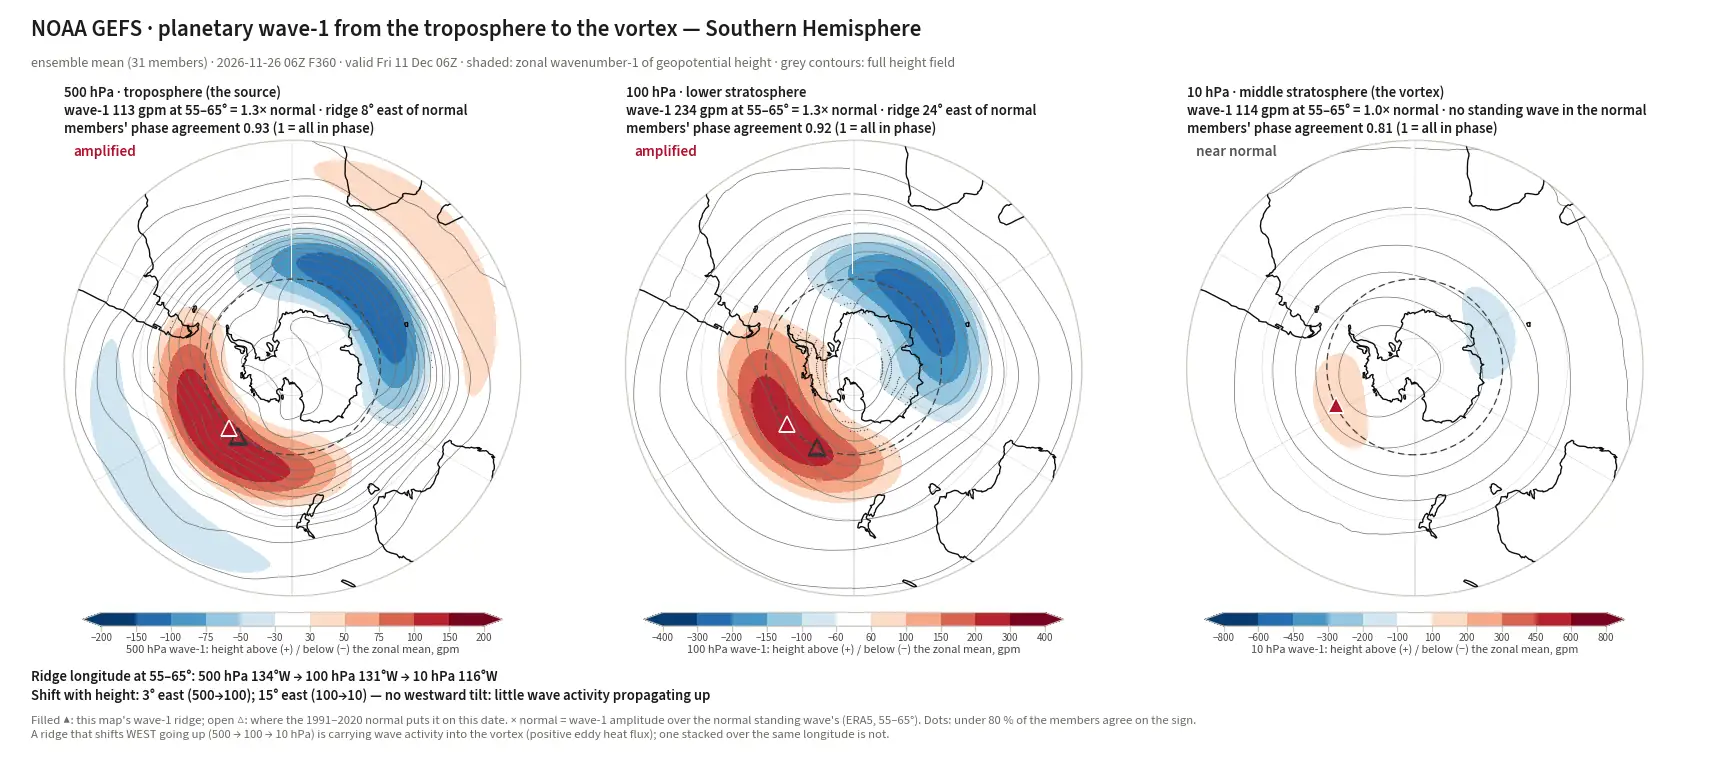 NOAA GEFS · planetary wave-1 from the troposphere to the vortex — Southern Hemisphere
ensemble mean (31 members) · 2026-11-26 06Z F360 · valid Fri 11 Dec 06Z · shaded: zonal wavenumber-1 of geopotential height · grey contours: full height field
500 hPa · troposphere (the source)
wave-1 113 gpm at 55–65° = 1.3× normal · ridge 8° east of normal
members' phase agreement 0.93 (1 = all in phase)
amplified
100 hPa · lower stratosphere
wave-1 234 gpm at 55–65° = 1.3× normal · ridge 24° east of normal
members' phase agreement 0.92 (1 = all in phase)
amplified
10 hPa · middle stratosphere (the vortex)
wave-1 114 gpm at 55–65° = 1.0× normal · no standing wave in the normal
members' phase agreement 0.81 (1 = all in phase)
near normal
−200 −150 −100 −75 −50 −30 30 50 75 100 150 200
500 hPa wave-1: height above (+) / below (−) the zonal mean, gpm
−400 −300 −200 −150 −100 −60 60 100 150 200 300 400
100 hPa wave-1: height above (+) / below (−) the zonal mean, gpm
−800 −600 −450 −300 −200 −100 100 200 300 450 600 800
10 hPa wave-1: height above (+) / below (−) the zonal mean, gpm
Ridge longitude at 55–65°: 500 hPa 134°W → 100 hPa 131°W → 10 hPa 116°W
Shift with height: 3° east (500→100); 15° east (100→10) — no westward tilt: little wave activity propagating up
Filled ▲: this map's wave-1 ridge; open △: where the 1991–2020 normal puts it on this date. × normal = wave-1 amplitude over the normal standing wave's (ERA5, 55–65°). Dots: under 80 % of the members agree on the sign.
A ridge that shifts WEST going up (500 → 100 → 10 hPa) is carrying wave activity into the vortex (positive eddy heat flux); one stacked over the same longitude is not.